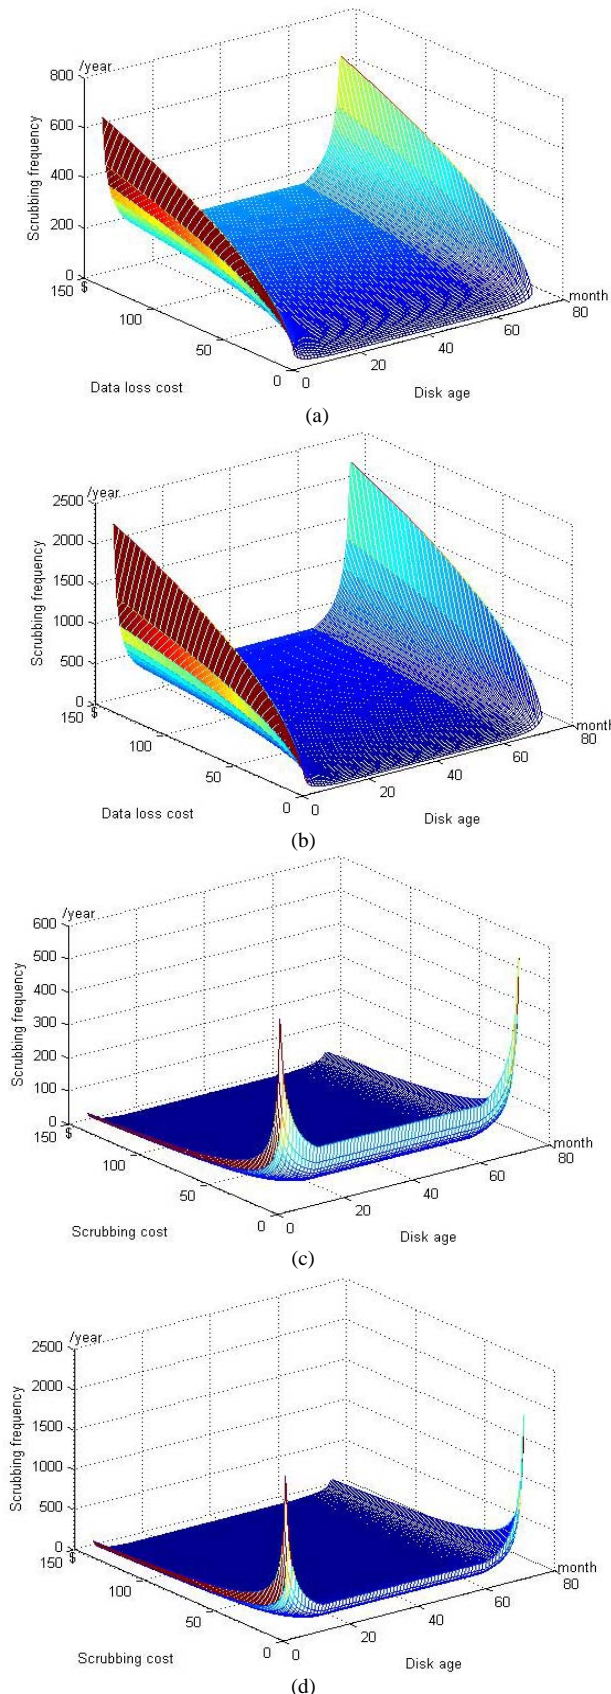 /year
800
600
400
200
0
150
$
100
50
0
0
20
40
60
80
month
Scrubbing frequency
Data loss cost
Disk age
(a)
/year
2500
2000
1500
1000
500
0
150
$
100
50
0
0
20
40
60
80
month
Scrubbing frequency
Data loss cost
Disk age
(b)
/year
600
500
400
300
200
100
0
150
$
100
50
0
0
20
40
60
80
month
Scrubbing frequency
Scrubbing cost
Disk age
(c)
/year
2500
2000
1500
1000
500
0
150
$
100
50
0
0
20
40
60
80
month
Scrubbing frequency
Scrubbing cost
Disk age
(d)